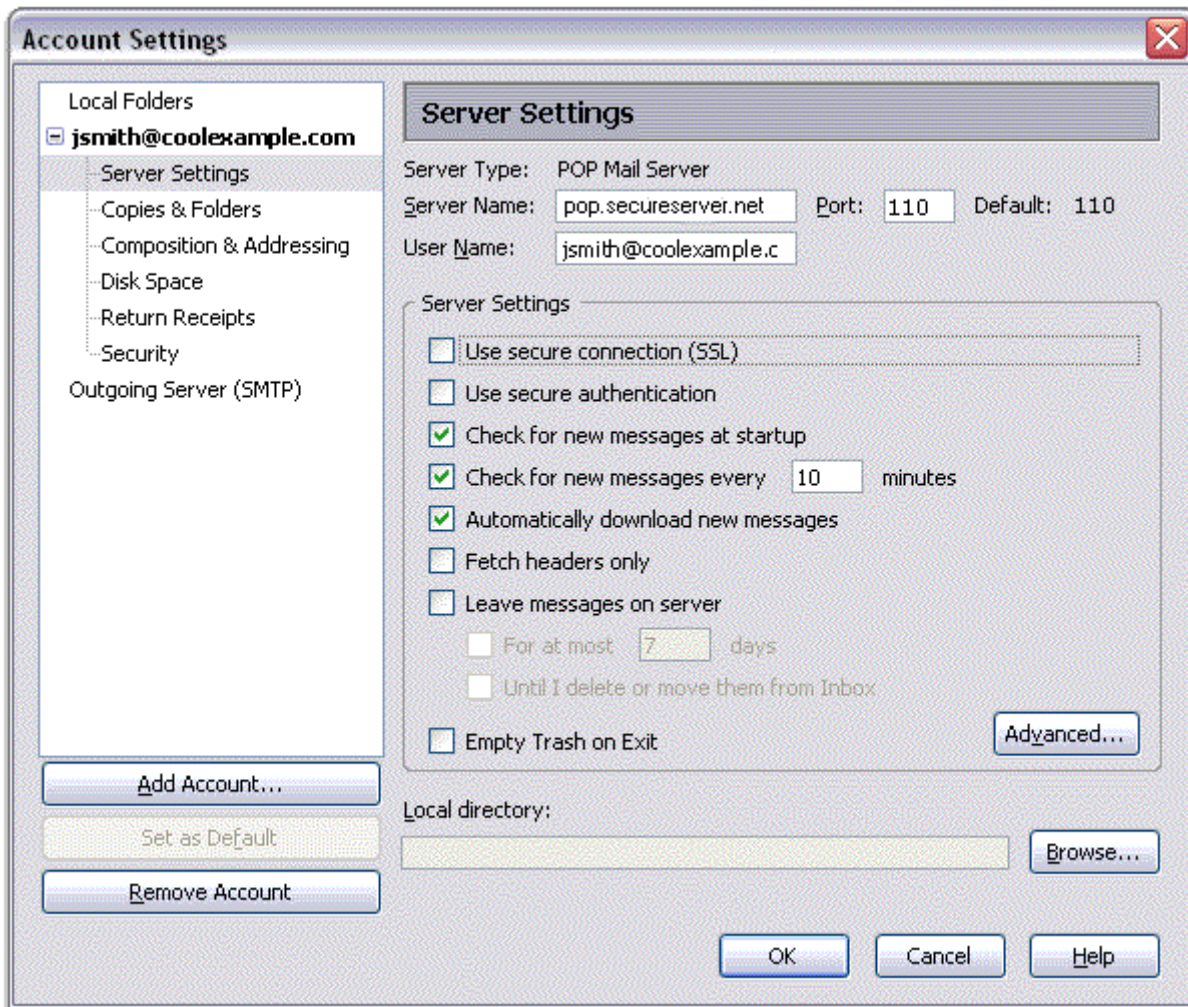 Account Settings
Local Folders
jsmith@coolexample.com
Server Settings
Copies & Folders
Composition & Addressing
Disk Space
Return Receipts
Security
Outgoing Server (SMTP)
Add Account...
Set as Default
Remove Account
Server Settings
Server Type: POP Mail Server
Server Name: pop.secureserver.net Port: 110 Default: 110
User Name: jsmith@coolexample.c
Server Settings
Use secure connection (SSL)
Use secure authentication
Check for new messages at startup
Check for new messages every 10 minutes
Automatically download new messages
Fetch headers only
Leave messages on server
For at most 7 days
Until I delete or move them from Inbox
Empty Trash on Exit
Advanced...
Local directory:
Browse...
OK Cancel Help